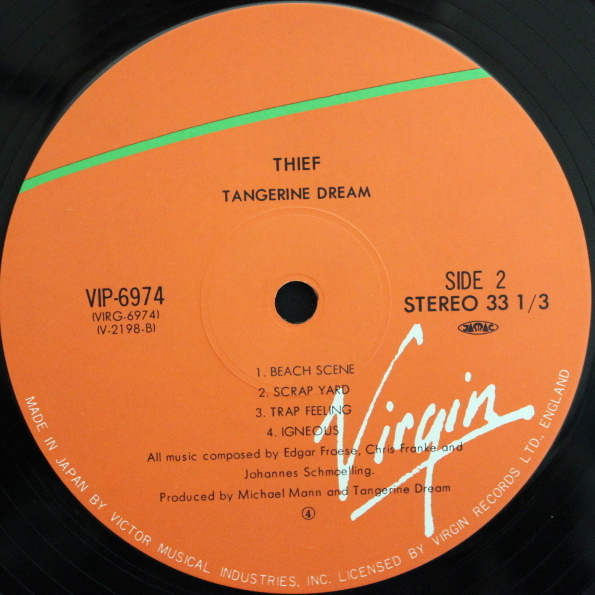 THIEF
TANGERINE DREAM
VIP-6974
(VIRG-6974)
(V-2198-B)
SIDE 2
STEREO 33 1/3
JASRAC
1. BEACH SCENE
2. SCRAP YARD
3. TRAP FEELING
4. IGNEOUS
Virgin
All music composed by Edgar Froese, Chris Franke and
Johannes Schmoelling.
Produced by Michael Mann and Tangerine Dream
④
MADE IN JAPAN BY VICTOR MUSICAL INDUSTRIES, INC. LICENSED BY VIRGIN RECORDS LTD., ENGLAND